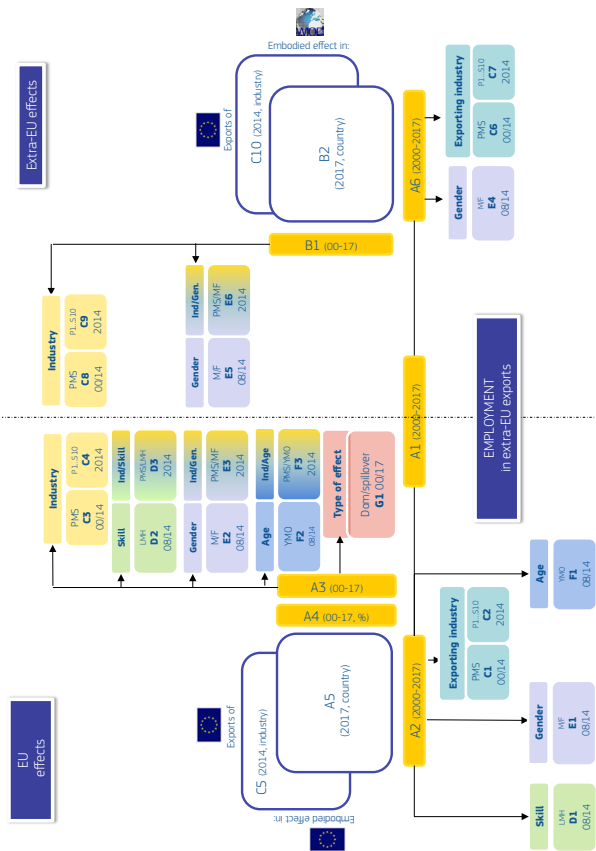 EU
effects
Extra-EU effects
Industry
PMS
C3
00/14
P1..S10
C4
2014
Skill
LMH
D2
08/14
Ind/Skill
PMS/LMH
D3
2014
Gender
M/F
E2
08/14
Ind/Gen.
PMS/MF
E3
2014
Age
YMO
F2
08/14
Ind/Age
PMS/YMO
F3
2014
Type of effect
Dom/spillover
G1 00/17
Industry
PMS
C8
00/14
P1..S10
C9
2014
Gender
M/F
E5
08/14
Ind/Gen.
PMS/MF
E6
2014
Exports of
C5 (2014, industry)
A5
(2017, country)
Embodied effect in:
A4 (00-17, %)
A3 (00-17)
B1 (00-17)
Exports of
C10 (2014, industry)
B2
(2017, country)
Embodied effect in:
WIOD
A2 (2000-2017)
A1 (2000-2017)
A6 (2000-2017)
Exporting industry
PMS
C1
00/14
P1..S10
C2
2014
Gender
M/F
E4
08/14
Exporting industry
PMS
C6
00/14
P1..S10
C7
2014
EMPLOYMENT
in extra-EU exports
Skill
LMH
D1
08/14
Gender
M/F
E1
08/14
Age
YMO
F1
08/14